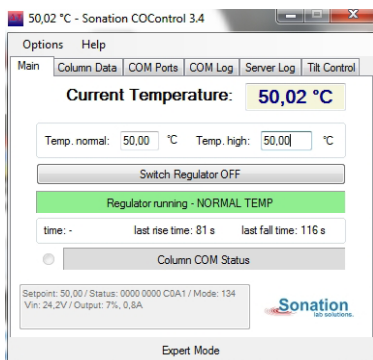 50,02 °C - Sonation COControl 3.4
Options Help
Main Column Data COM Ports COM Log Server Log Tilt Control
Current Temperature: 50,02 °C
Temp. normal: 50,00 °C Temp. high: 50,00 °C
Switch Regulator OFF
Regulator running - NORMAL TEMP
time: - last rise time: 81 s last fall time: 116 s
Column COM Status
Setpoint: 50,00 / Status: 0000 0000 C0A1 / Mode: 134
Vin: 24,2V / Output: 7%, 0,8A
Sonation
lab solutions.
Expert Mode